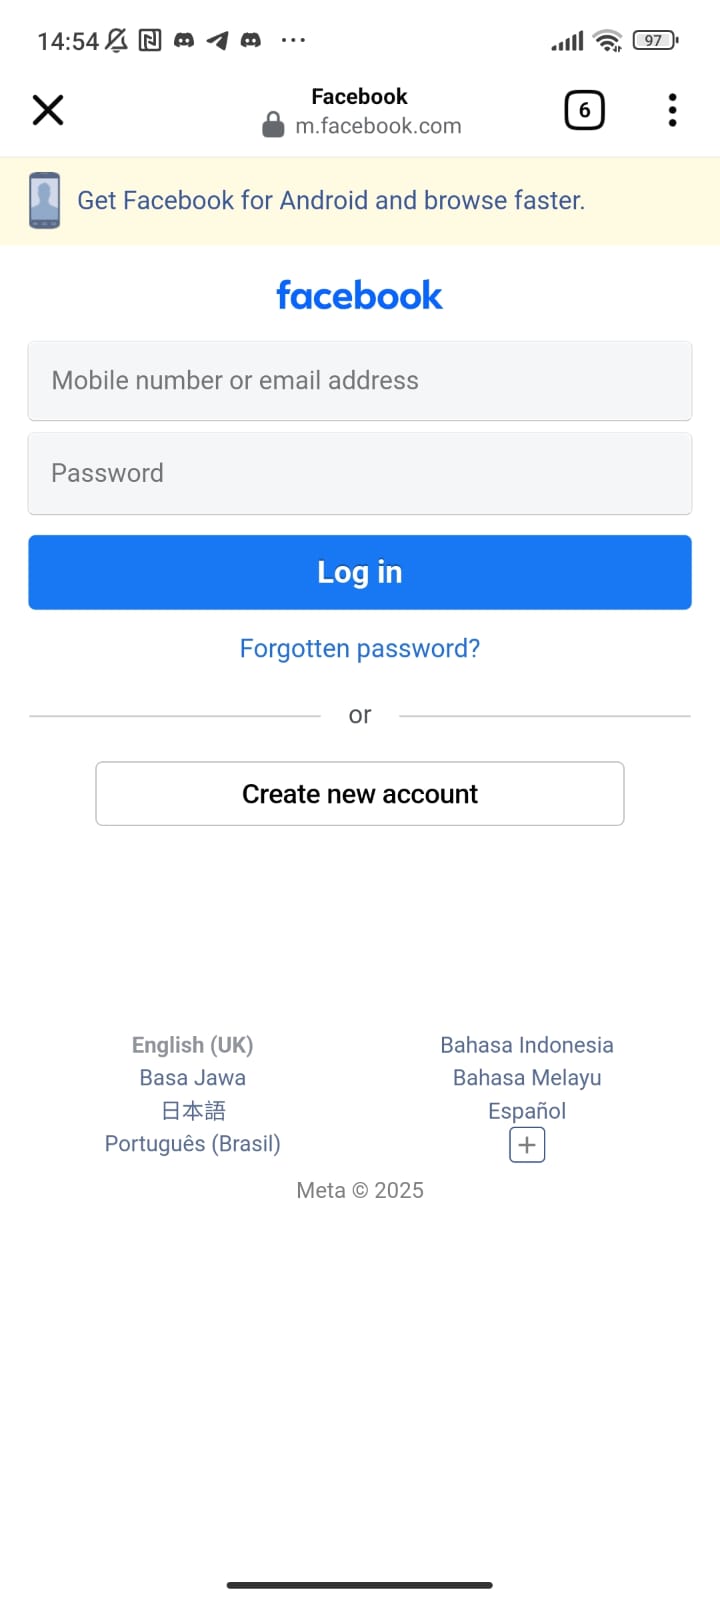 14:54
97
Facebook
m.facebook.com
6
Get Facebook for Android and browse faster.
facebook
Mobile number or email address
Password
Log in
Forgotten password?
or
Create new account
English (UK)
Bahasa Indonesia
Basa Jawa
Bahasa Melayu
日本語
Español
Português (Brasil)
Meta © 2025